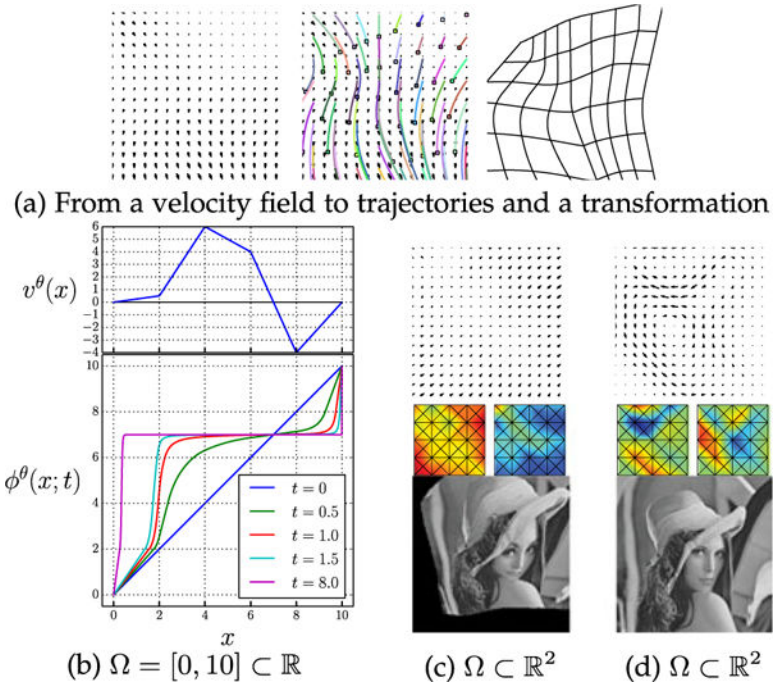 (a) From a velocity field to trajectories and a transformation
6
5
4
3
2
1
0
−1
−2
−3
−4
v^θ(x)
10
8
6
4
2
0
ϕ^θ(x; t)
t = 0
t = 0.5
t = 1.0
t = 1.5
t = 8.0
0 2 4 6 8 10
x
(b) Ω = [0, 10] ⊂ ℝ
(c) Ω ⊂ ℝ²
(d) Ω ⊂ ℝ²